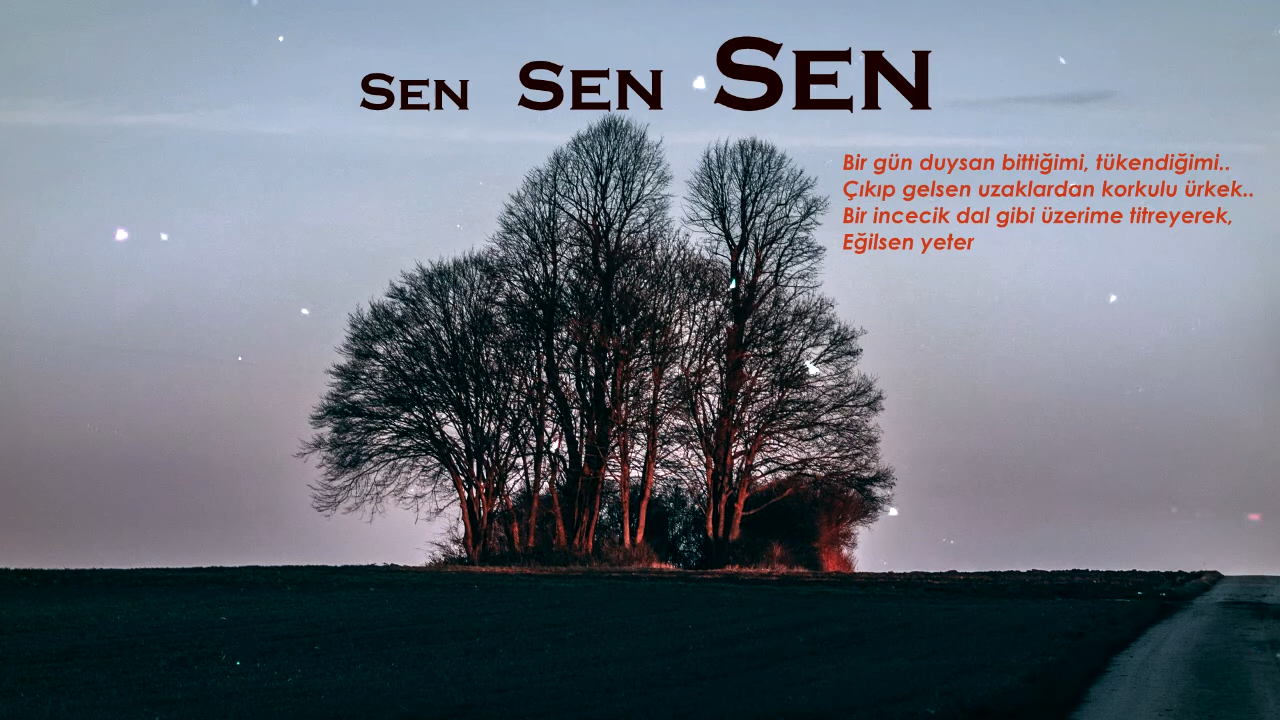 SEN SEN SEN
Bir gün duysan bittiğimi, tükendiğimi..
Çıkıp gelsen uzaklardan korkulu ürkek..
Bir incecik dal gibi üzerime titreyerek,
Eğilsen yeter